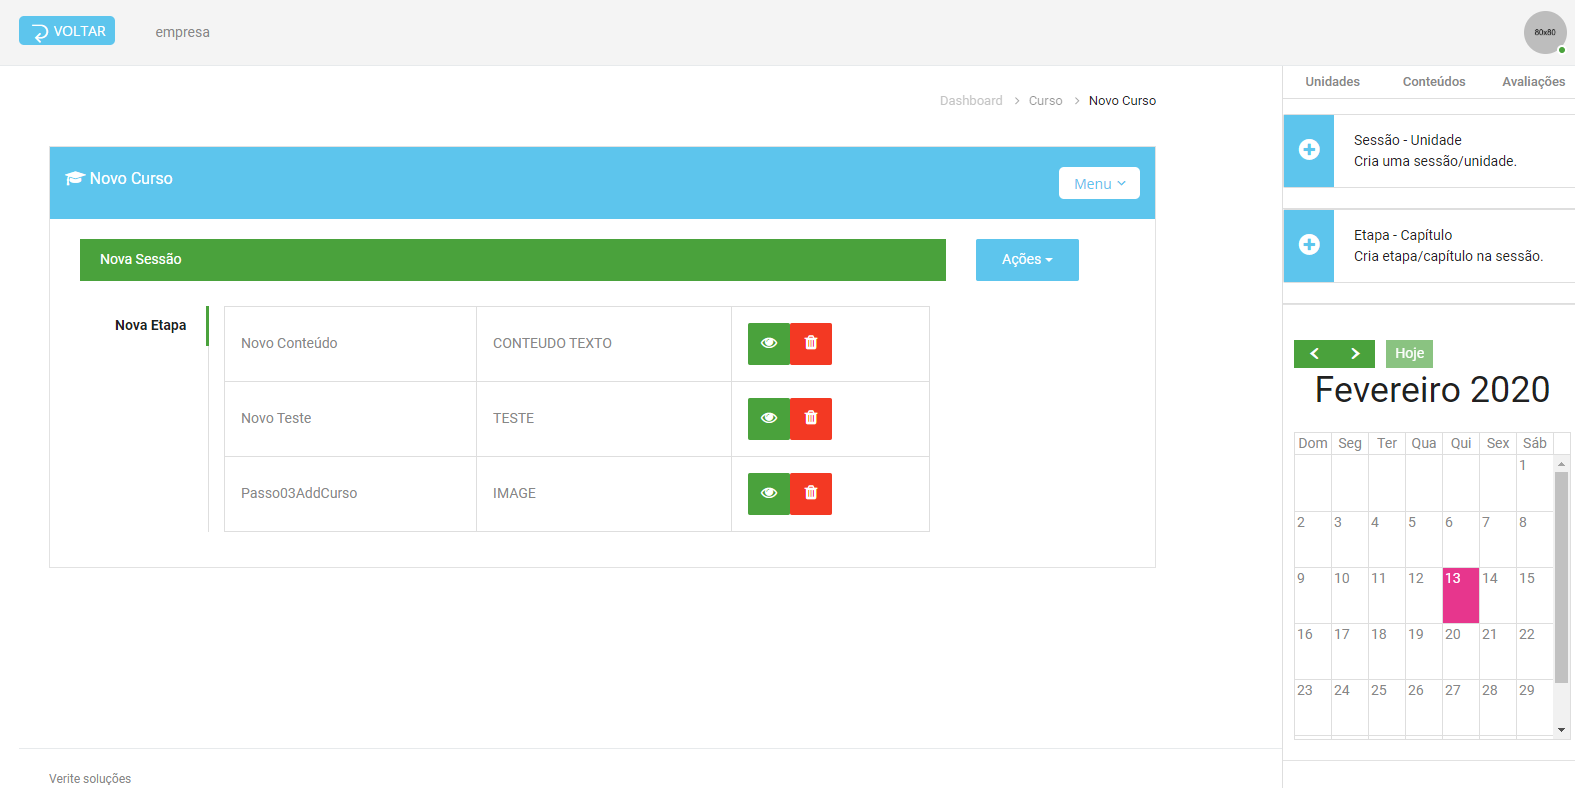 VOLTAR
empresa
80x80
Dashboard > Curso > Novo Curso
Novo Curso
Menu
Nova Sessão
Ações
Nova Etapa
Novo Conteúdo CONTEUDO TEXTO
Novo Teste TESTE
Passo03AddCurso IMAGE
Unidades Conteúdos Avaliações
Sessão - Unidade
Cria uma sessão/unidade.
Etapa - Capítulo
Cria etapa/capítulo na sessão.
Hoje
Fevereiro 2020
Dom Seg Ter Qua Qui Sex Sáb
1
2 3 4 5 6 7 8
9 10 11 12 13 14 15
16 17 18 19 20 21 22
23 24 25 26 27 28 29
Verite soluções